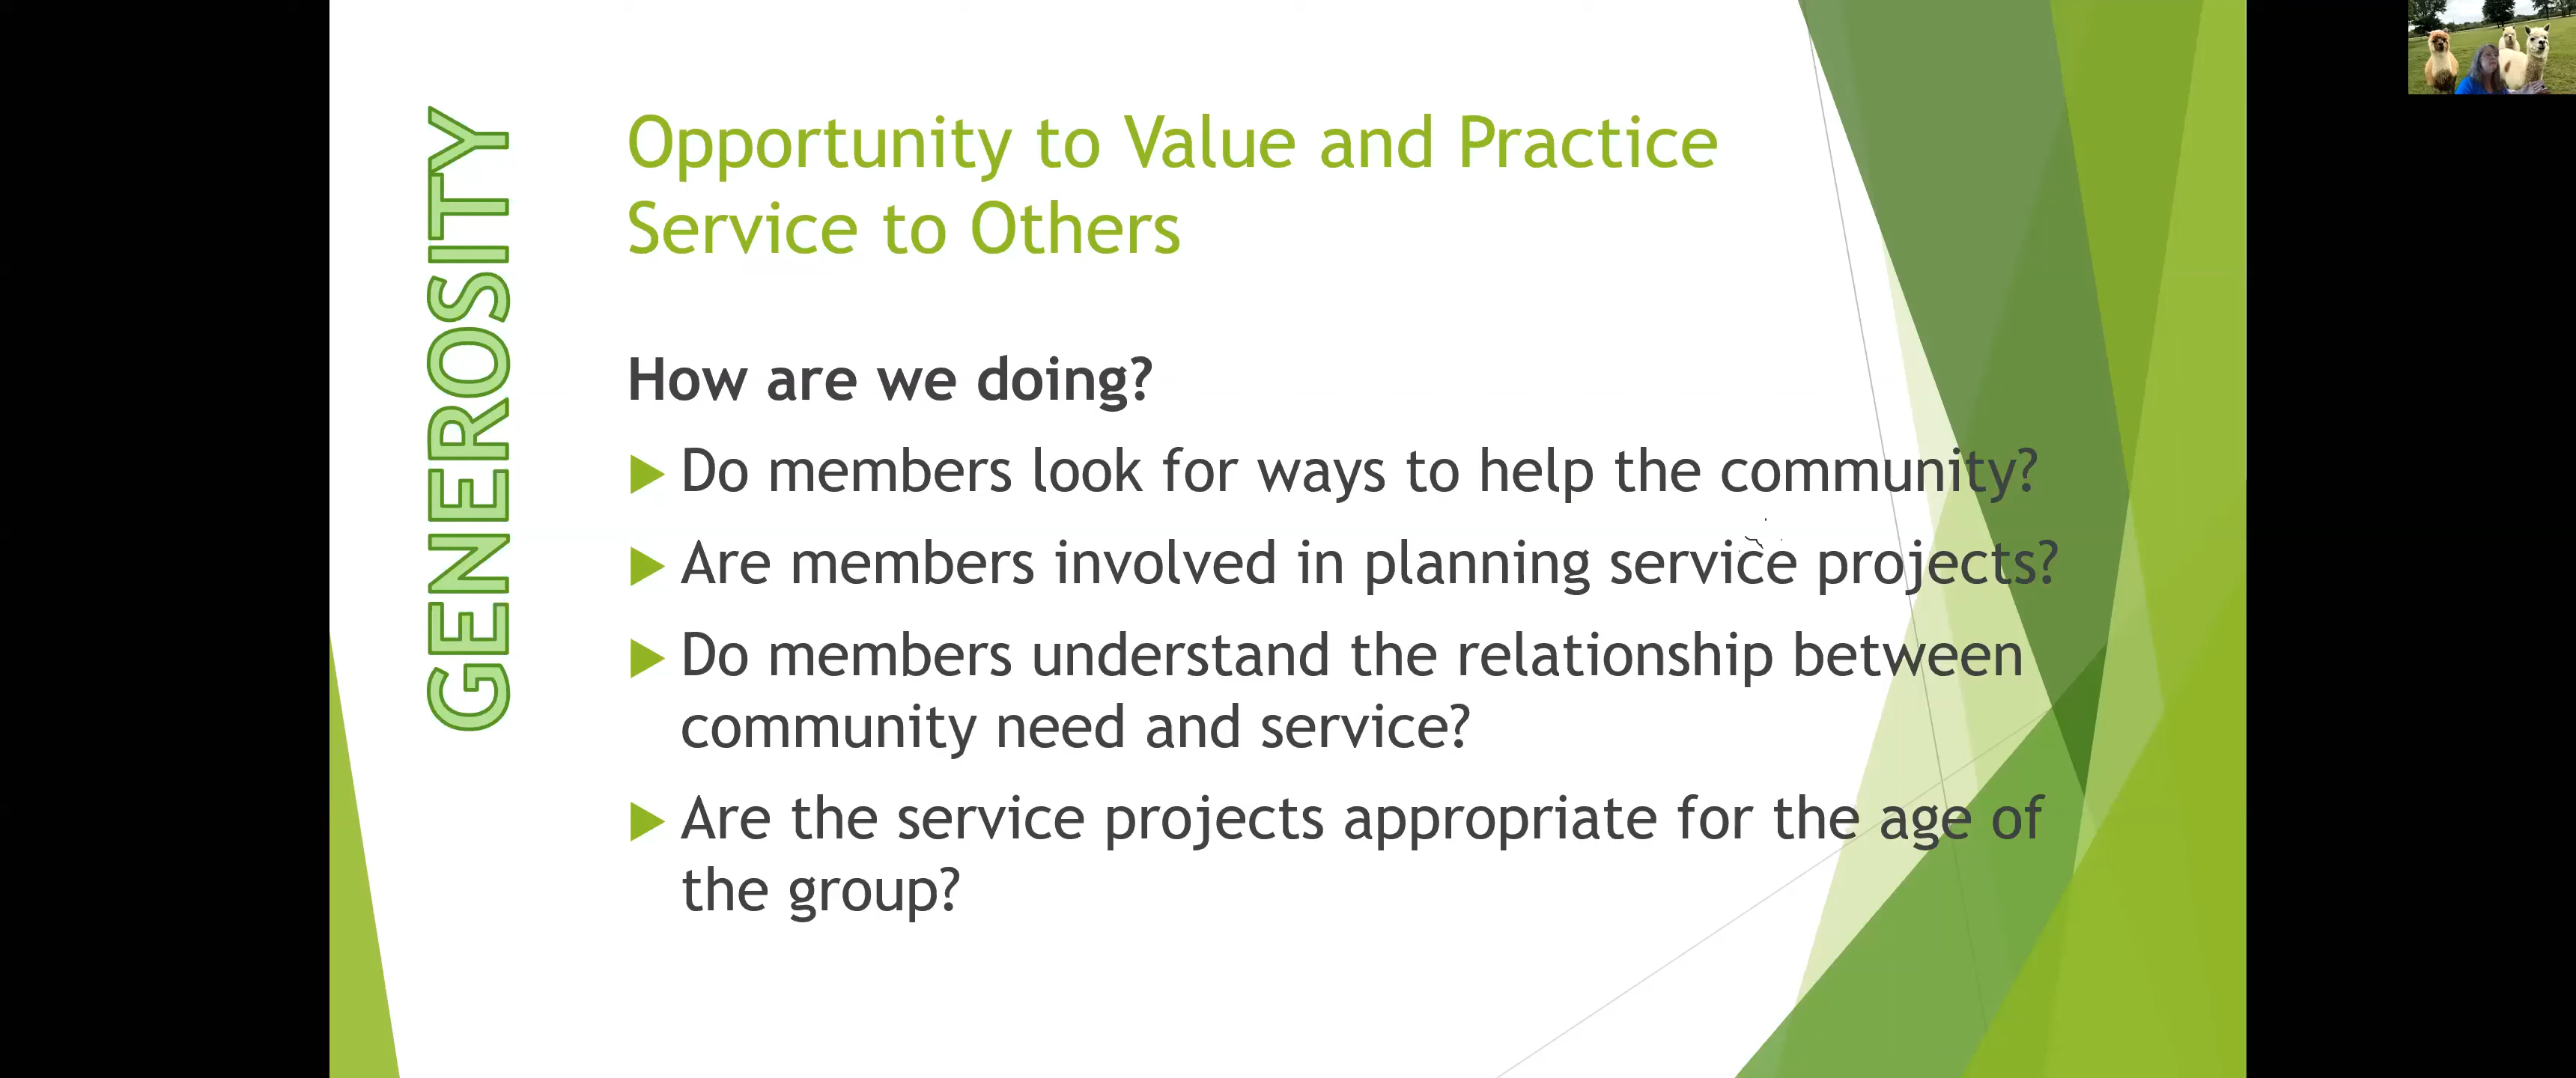 GENEROSITY
Opportunity to Value and Practice
Service to Others
How are we doing?
Do members look for ways to help the community?
Are members involved in planning service projects?
Do members understand the relationship between
community need and service?
Are the service projects appropriate for the age of
the group?